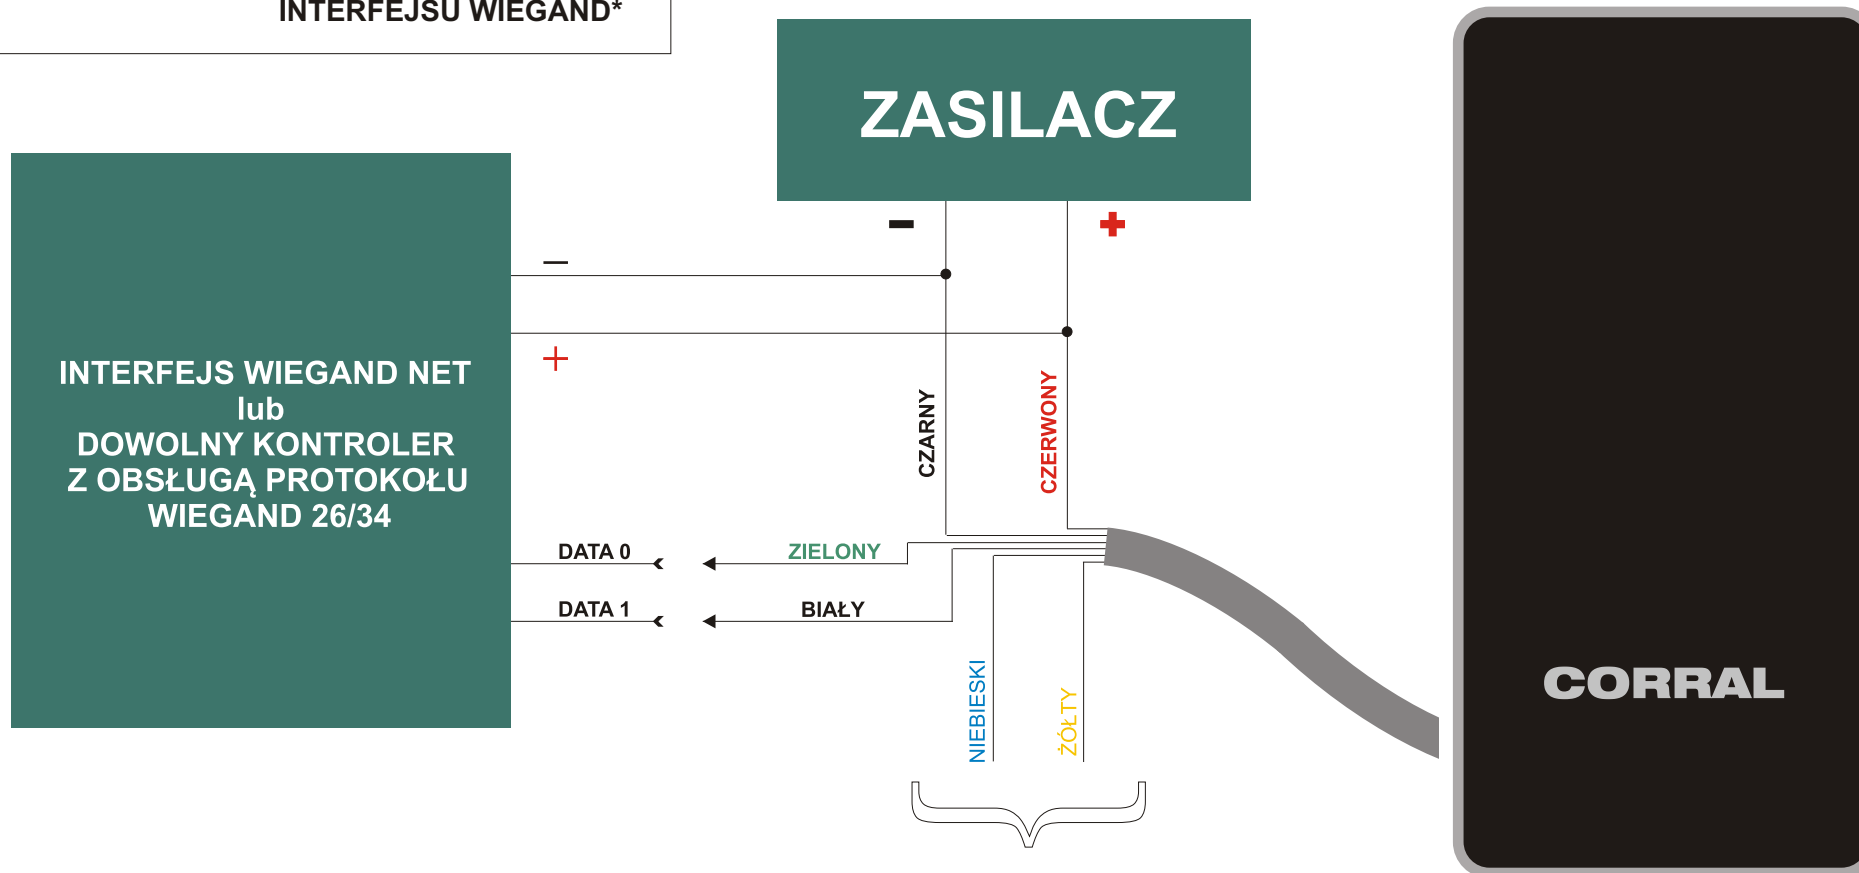 INTERFEJSU WIEGAND*
ZASILACZ
-
+
–
+
INTERFEJS WIEGAND NET
lub
DOWOLNY KONTROLER
Z OBSŁUGĄ PROTOKOŁU
WIEGAND 26/34
CZARNY
CZERWONY
DATA 0
ZIELONY
DATA 1
BIAŁY
NIEBIESKI
ŻÓŁTY
CORRAL